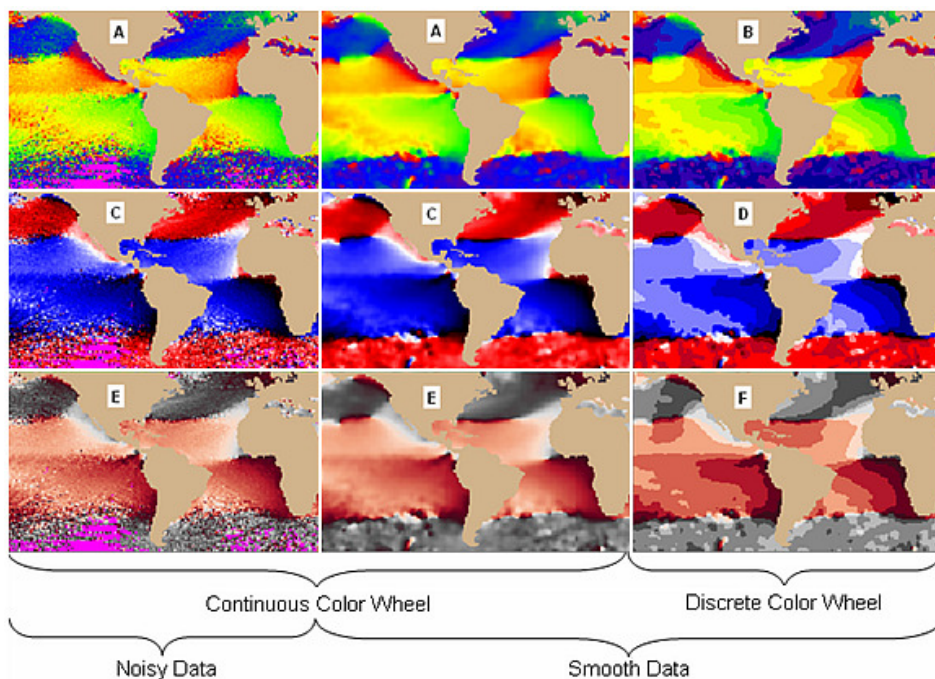 A A B
C C D
E E F
Continuous Color Wheel Discrete Color Wheel
Noisy Data Smooth Data